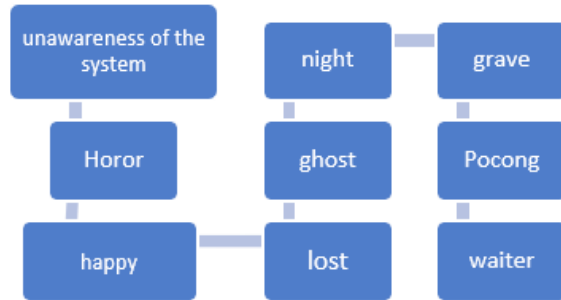 unawareness of the
system
Horor
happy
lost
ghost
night
grave
Pocong
waiter